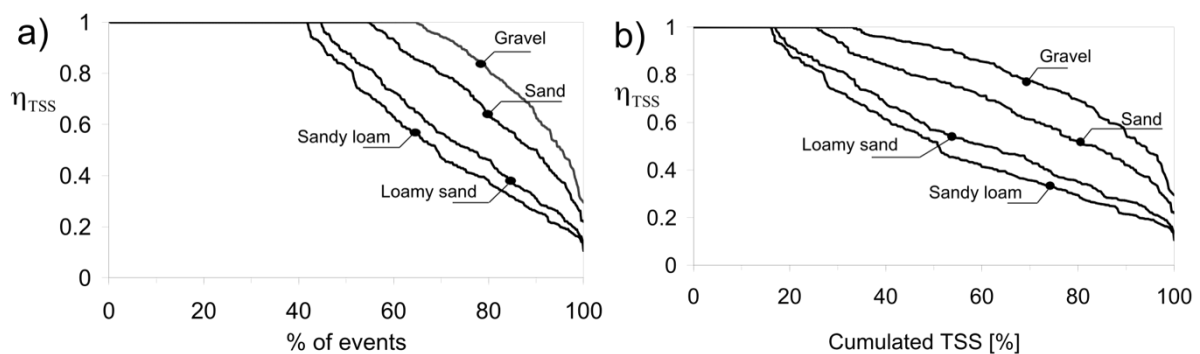 a)
1
0.8
0.6
0.4
0.2
0
ηTSS
Gravel
Sand
Sandy loam
Loamy sand
0 20 40 60 80 100
% of events
b)
1
0.8
0.6
0.4
0.2
0
ηTSS
Gravel
Sand
Loamy sand
Sandy loam
0 20 40 60 80 100
Cumulated TSS [%]